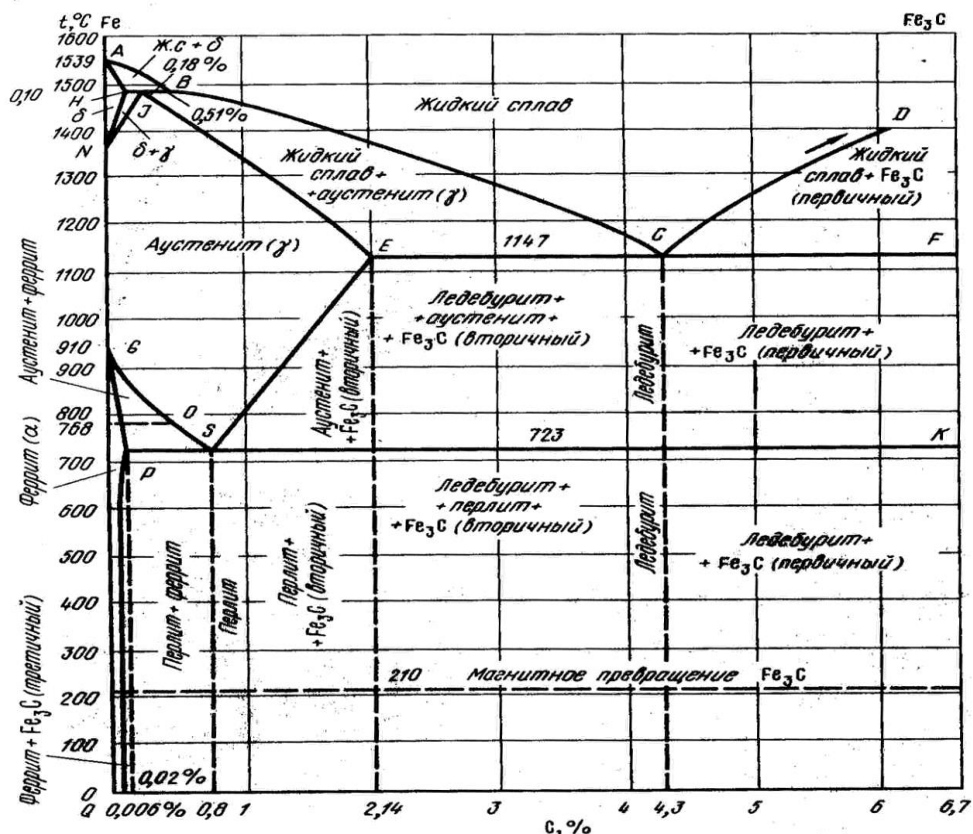 t,°C Fe
Fe₃C
1600
A
1539
Ж.С + δ
0,18%
1500
B
0,10
H
J
0,51%
δ
1400
N
δ+γ
1300
Жидкий сплав
D
Жидкий
сплав+
+аустенит (γ)
Жидкий
сплав + Fe₃C
(первичный)
1200
Аустенит (γ)
E
1147
C
F
1100
1000
910
G
900
800
768
O
S
723
K
700
P
600
500
400
300
200
100
0
Q
Аустенит+феррит
Феррит (α)
Феррит + Fe₃C (третичный)
Аустенит+
+Fe₃C (вторичный)
Ледебурит+
+аустенит+
+Fe₃C (вторичный)
Ледебурит
Ледебурит+
+Fe₃C (первичный)
Перлит+ феррит
Перлит
Перлит+
+Fe₃C (вторичный)
Ледебурит+
+перлит+
+Fe₃C (вторичный)
Ледебурит
Ледебурит+
+ Fe₃C (первичный)
210 Магнитное превращение Fe₃C
0,02%
0,006% 0,8 1 2,14 3 4 4,3 5 6 6,7
C,%